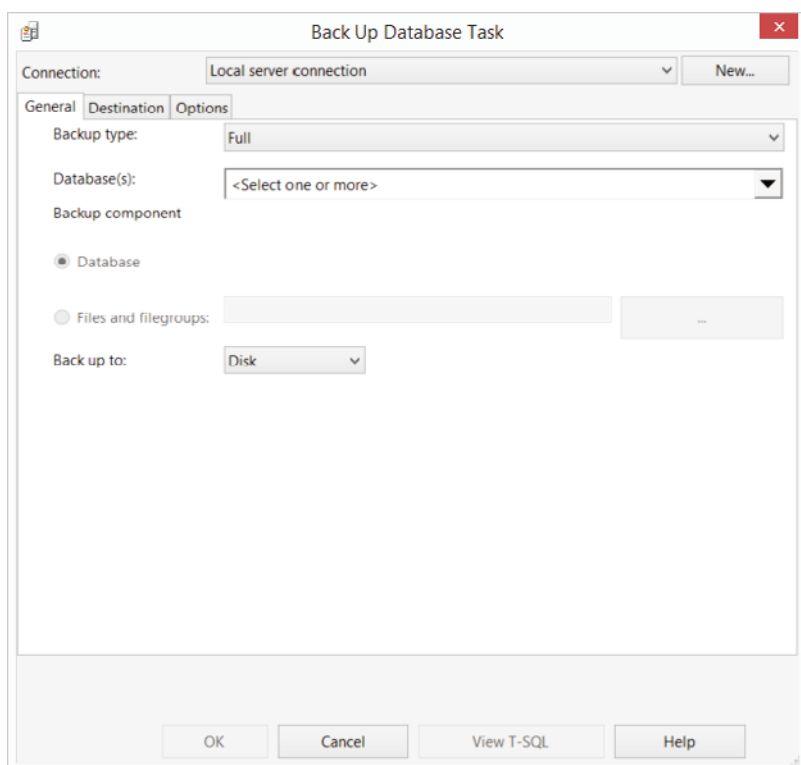 Back Up Database Task
Connection: Local server connection New...
General Destination Options
Backup type: Full
Database(s): <Select one or more>
Backup component
Database
Files and filegroups: ...
Back up to: Disk
OK Cancel View T-SQL Help